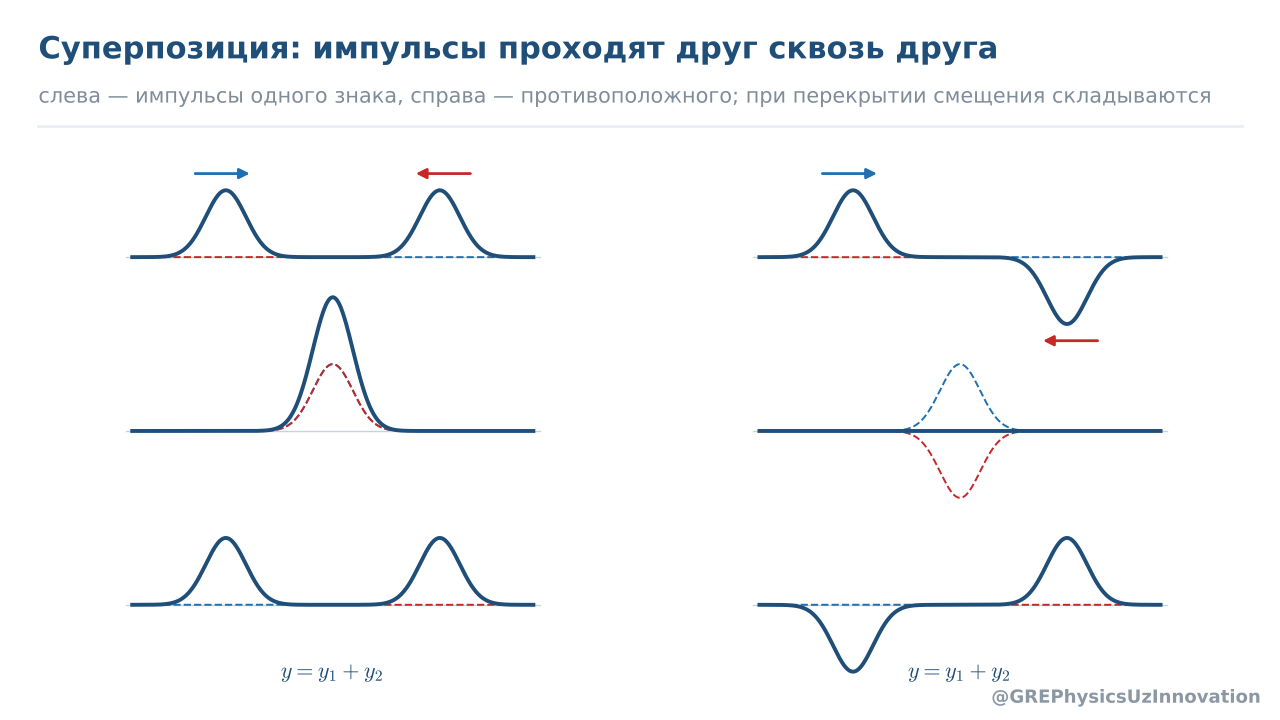 Суперпозиция: импульсы проходят друг сквозь друга
слева — импульсы одного знака, справа — противоположного; при перекрытии смещения складываются
y = y₁ + y₂
y = y₁ + y₂
@GREPhysicsUzInnovation